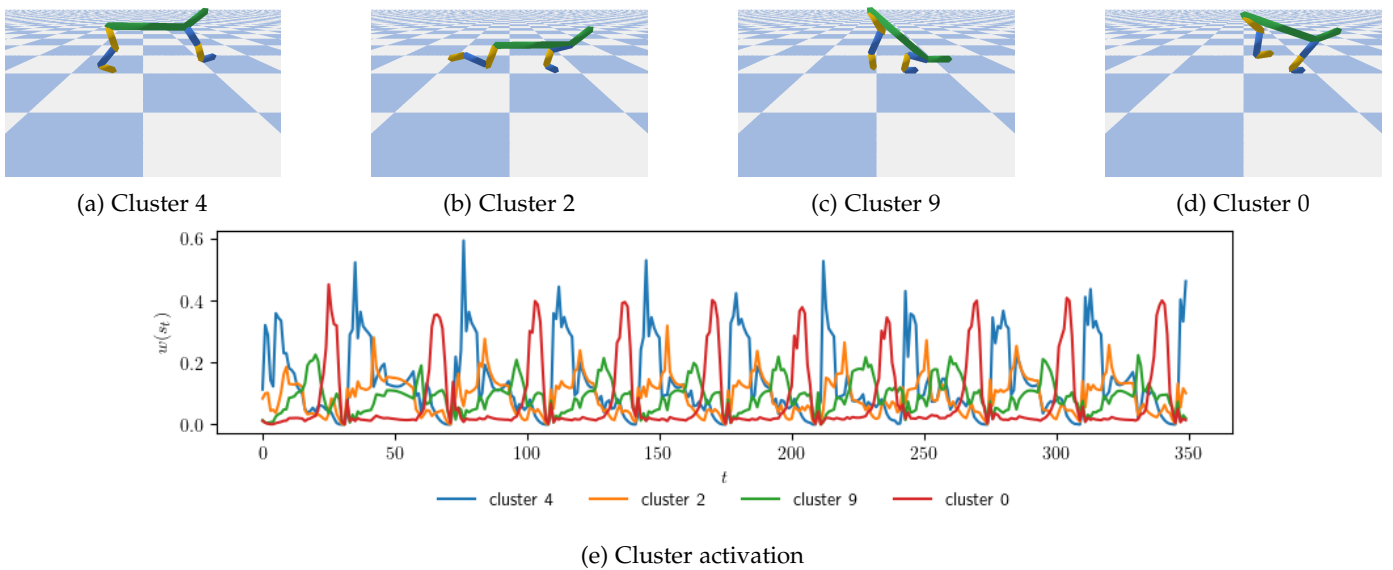 (a) Cluster 4
(b) Cluster 2
(c) Cluster 9
(d) Cluster 0
0.6
0.4
0.2
0.0
w(s_t)
0 50 100 150 200 250 300 350
t
cluster 4 cluster 2 cluster 9 cluster 0
(e) Cluster activation